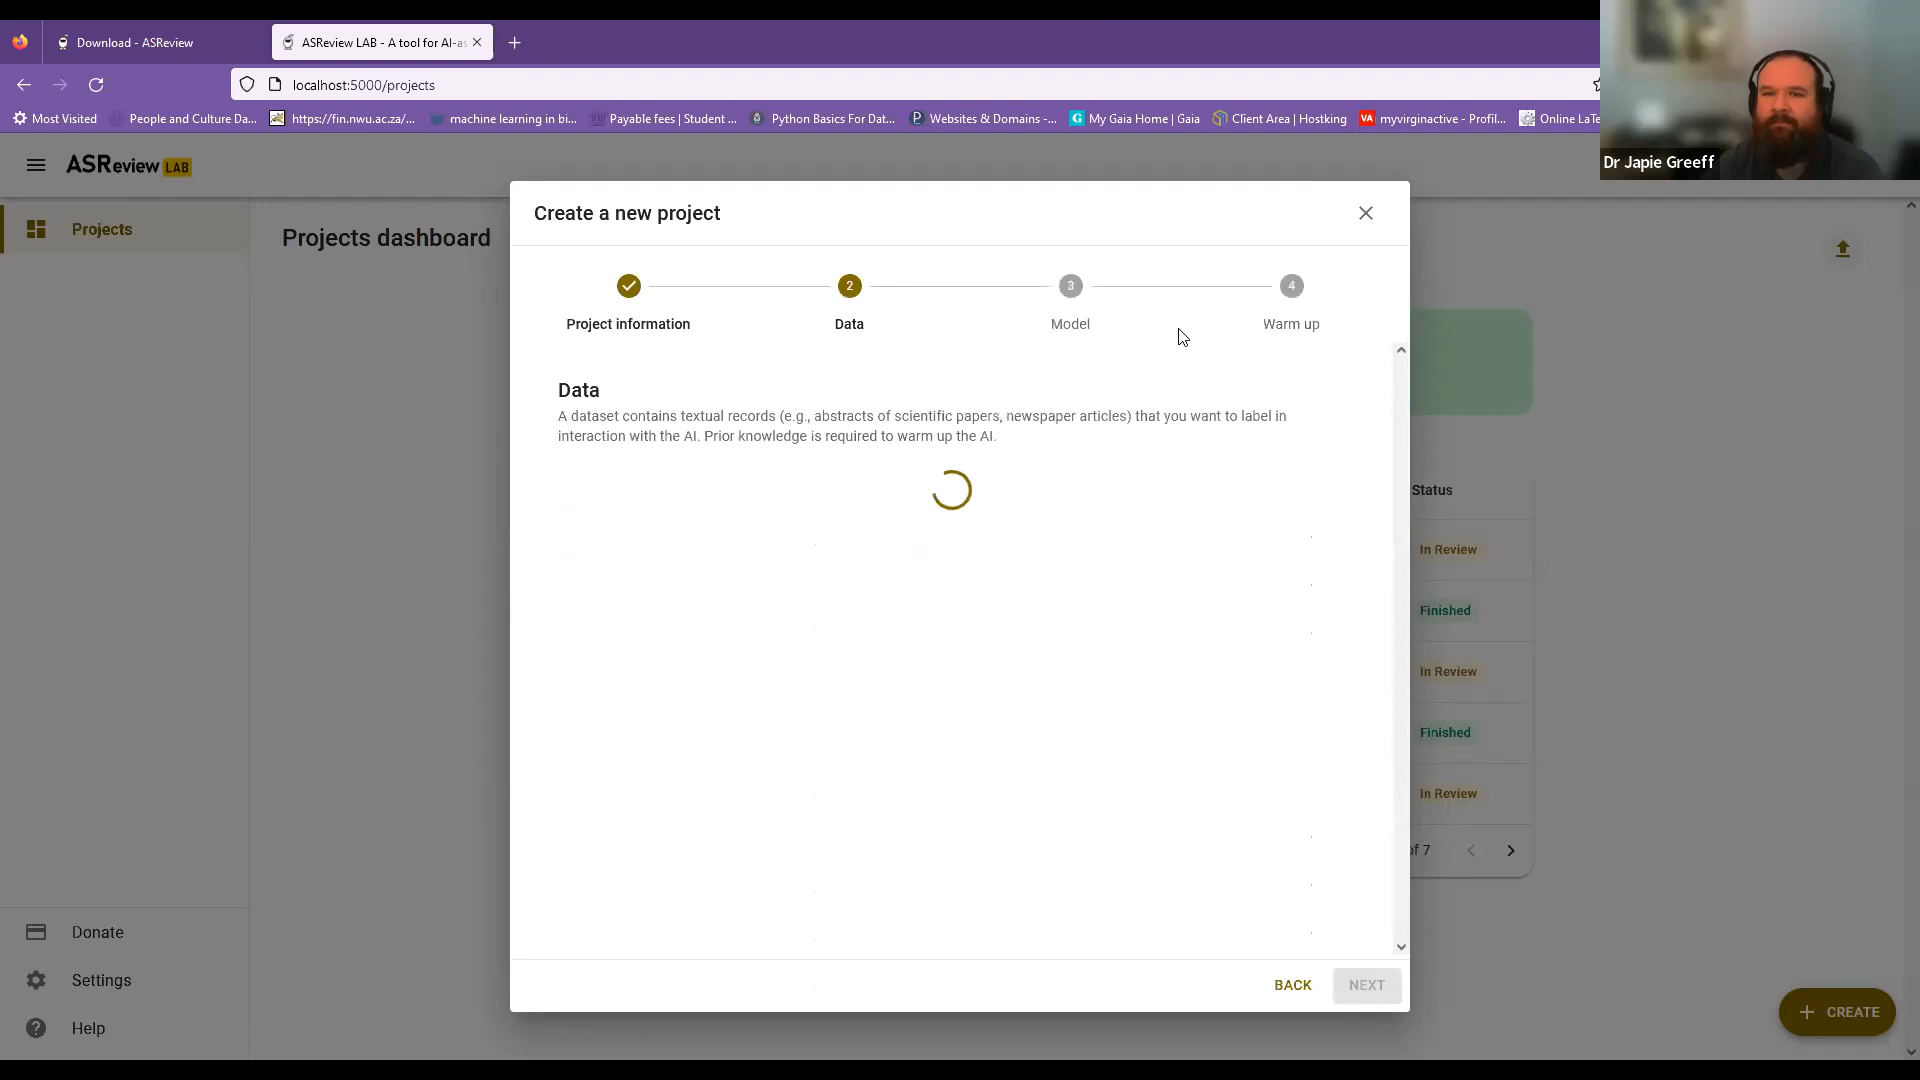 Download - ASReview
ASReview LAB - A tool for AI-as
localhost:5000/projects
Most Visited
People and Culture Da...
https://fin.nwu.ac.za/...
machine learning in bi...
Payable fees | Student ...
Python Basics For Dat...
Websites & Domains -...
My Gaia Home | Gaia
Client Area | Hostking
myvirginactive - Profil...
Online LaTe
Dr Japie Greeff
ASReview LAB
Projects
Projects dashboard
Create a new project
2
3
4
Project information
Data
Model
Warm up
Data
A dataset contains textual records (e.g., abstracts of scientific papers, newspaper articles) that you want to label in
interaction with the AI. Prior knowledge is required to warm up the AI.
Status
In Review
Finished
In Review
Finished
In Review
of 7
BACK
NEXT
Donate
Settings
Help
CREATE